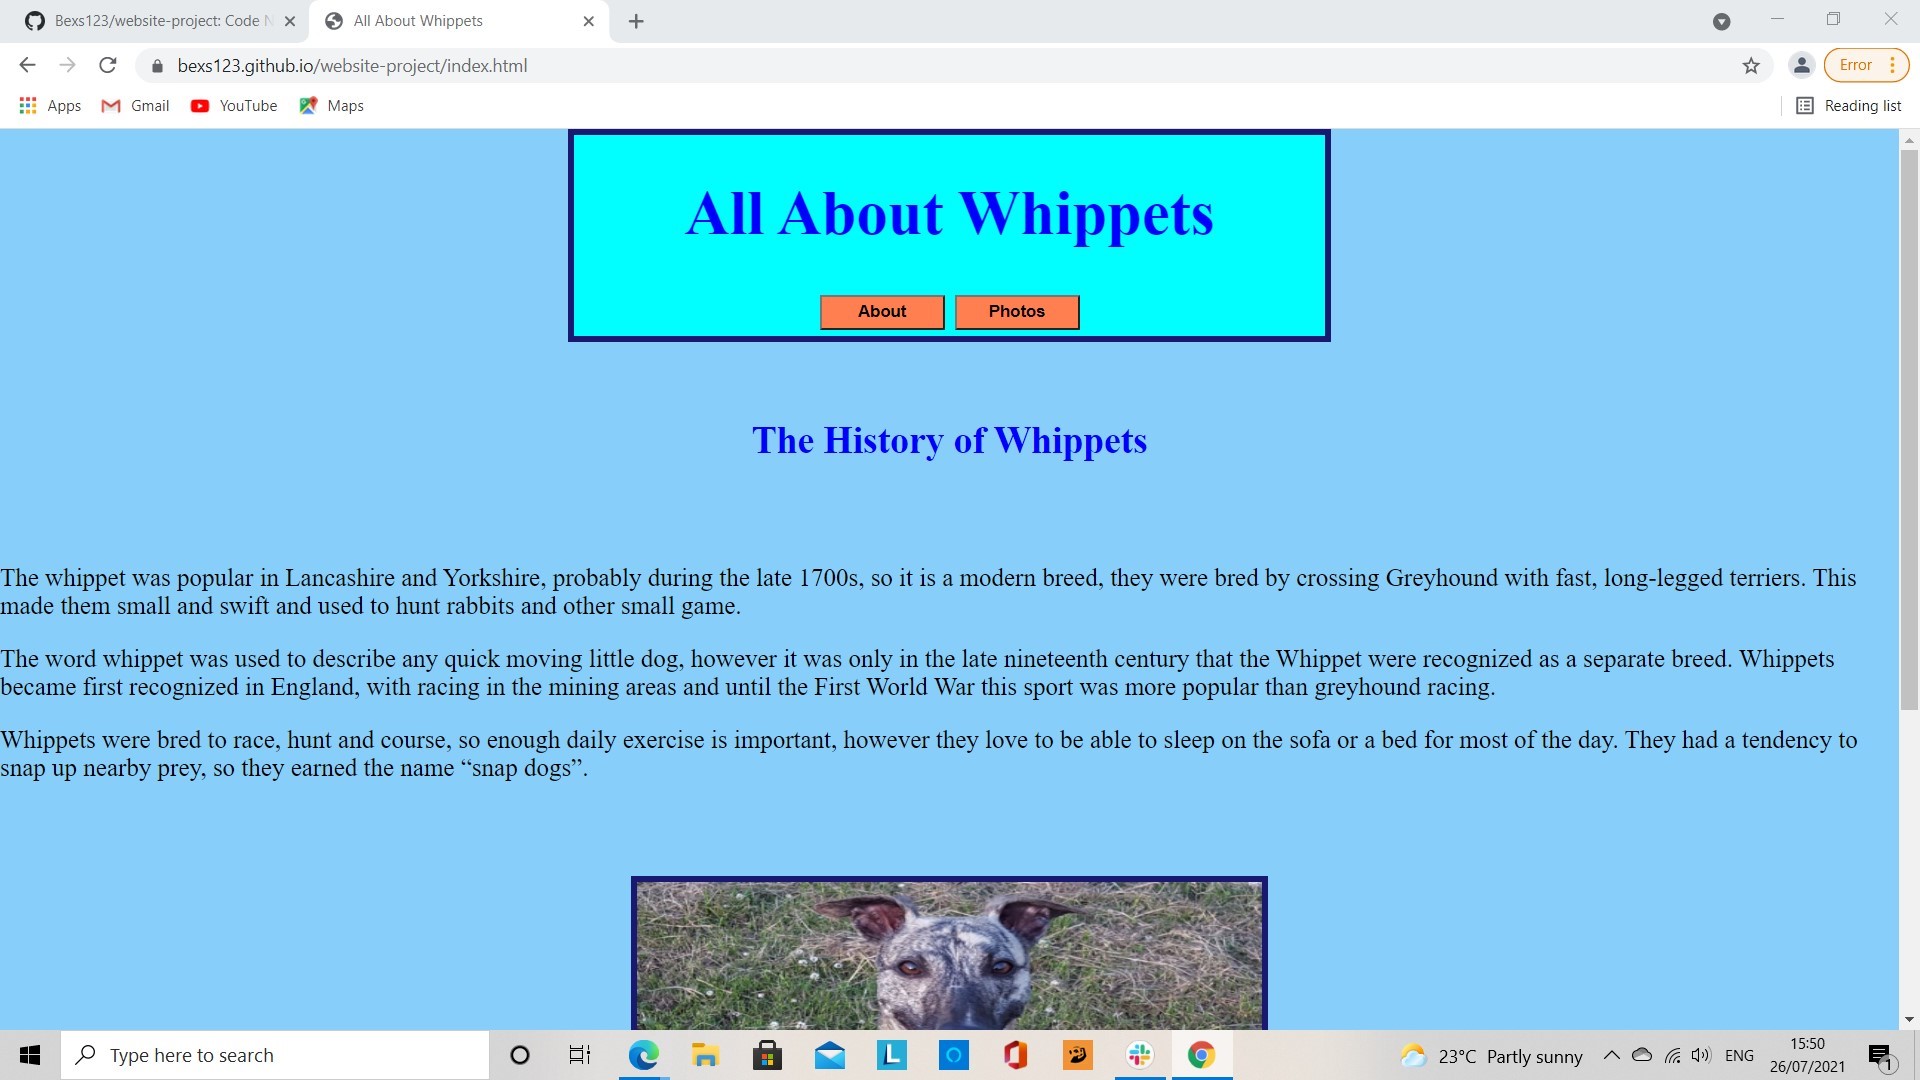 Bexs123/website-project: Code N
All About Whippets
bexs123.github.io/website-project/index.html
Error
Apps
Gmail
YouTube
Maps
Reading list
All About Whippets
About
Photos
The History of Whippets
The whippet was popular in Lancashire and Yorkshire, probably during the late 1700s, so it is a modern breed, they were bred by crossing Greyhound with fast, long-legged terriers. This
made them small and swift and used to hunt rabbits and other small game.
The word whippet was used to describe any quick moving little dog, however it was only in the late nineteenth century that the Whippet were recognized as a separate breed. Whippets
became first recognized in England, with racing in the mining areas and until the First World War this sport was more popular than greyhound racing.
Whippets were bred to race, hunt and course, so enough daily exercise is important, however they love to be able to sleep on the sofa or a bed for most of the day. They had a tendency to
snap up nearby prey, so they earned the name “snap dogs”.
Type here to search
L
23°C Partly sunny
ENG
15:50
26/07/2021
1